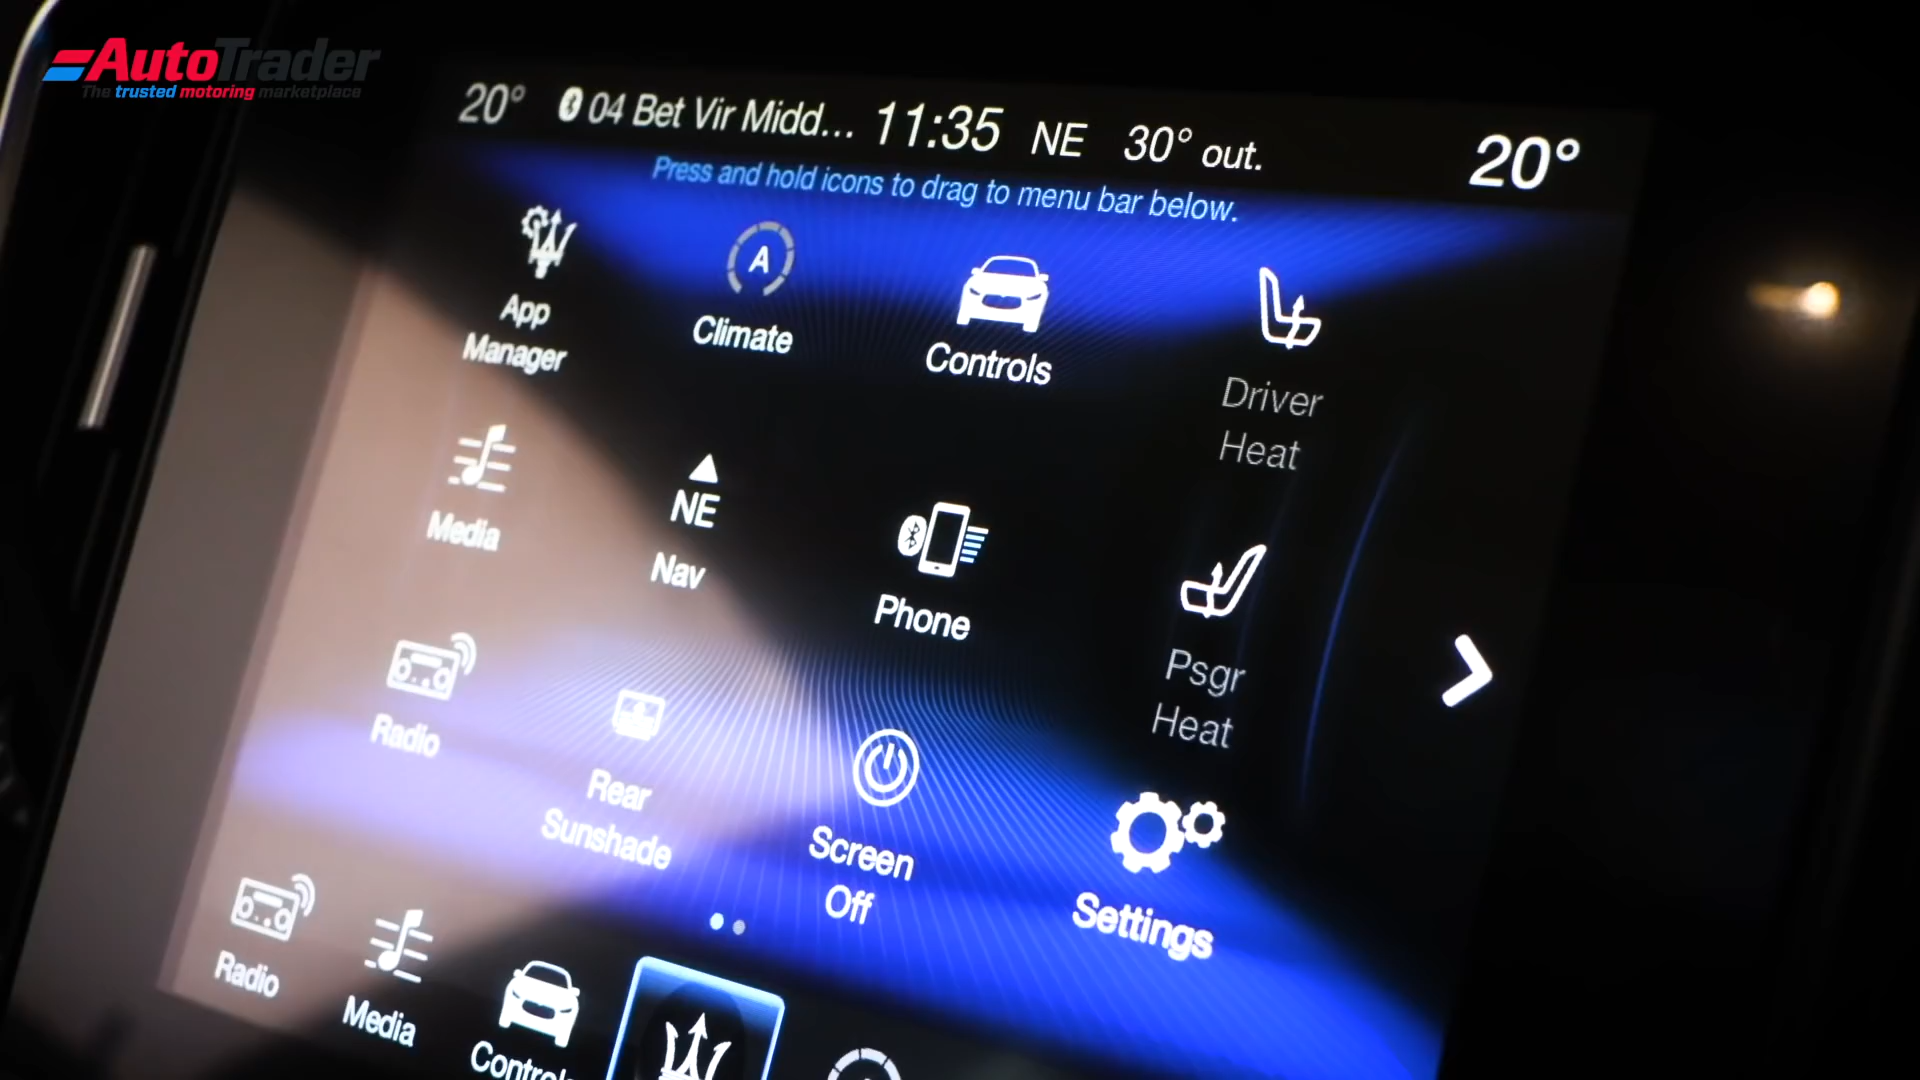 AutoTrader
The trusted motoring marketplace
20° 04 Bet Vir Midd... 11:35 NE 30° out. 20°
Press and hold icons to drag to menu bar below.
App
Manager
A
Climate
Controls
Driver
Heat
Media
NE
Nav
Phone
Psgr
Heat
Radio
Rear
Sunshade
Screen
Off
Settings
Radio
Media
Control